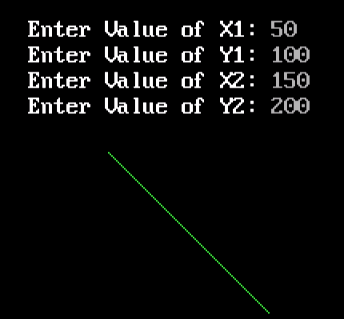 Enter Value of X1: 50
Enter Value of Y1: 100
Enter Value of X2: 150
Enter Value of Y2: 200